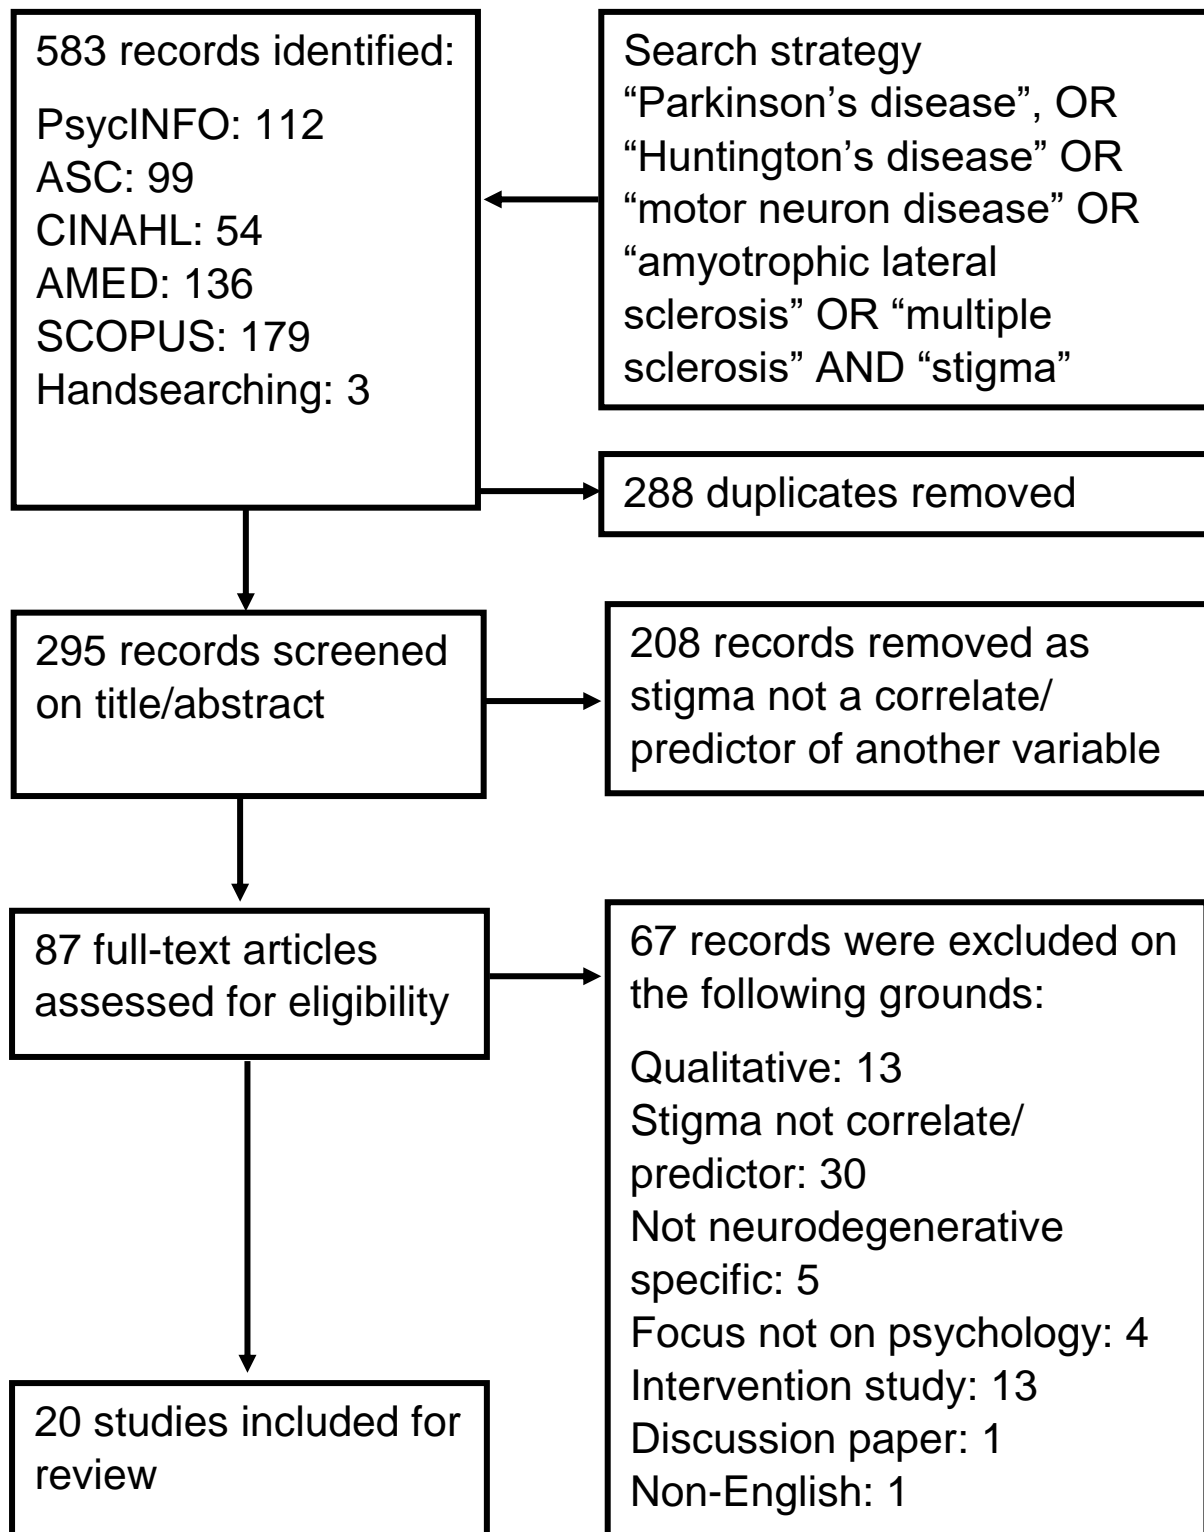 583 records identified:
PsycINFO: 112
ASC: 99
CINAHL: 54
AMED: 136
SCOPUS: 179
Handsearching: 3
Search strategy
“Parkinson’s disease”, OR
“Huntington’s disease” OR
“motor neuron disease” OR
“amyotrophic lateral
sclerosis” OR “multiple
sclerosis” AND “stigma”
288 duplicates removed
295 records screened
on title/abstract
208 records removed as
stigma not a correlate/
predictor of another variable
87 full-text articles
assessed for eligibility
67 records were excluded on
the following grounds:
Qualitative: 13
Stigma not correlate/
predictor: 30
Not neurodegenerative
specific: 5
Focus not on psychology: 4
Intervention study: 13
Discussion paper: 1
Non-English: 1
20 studies included for
review